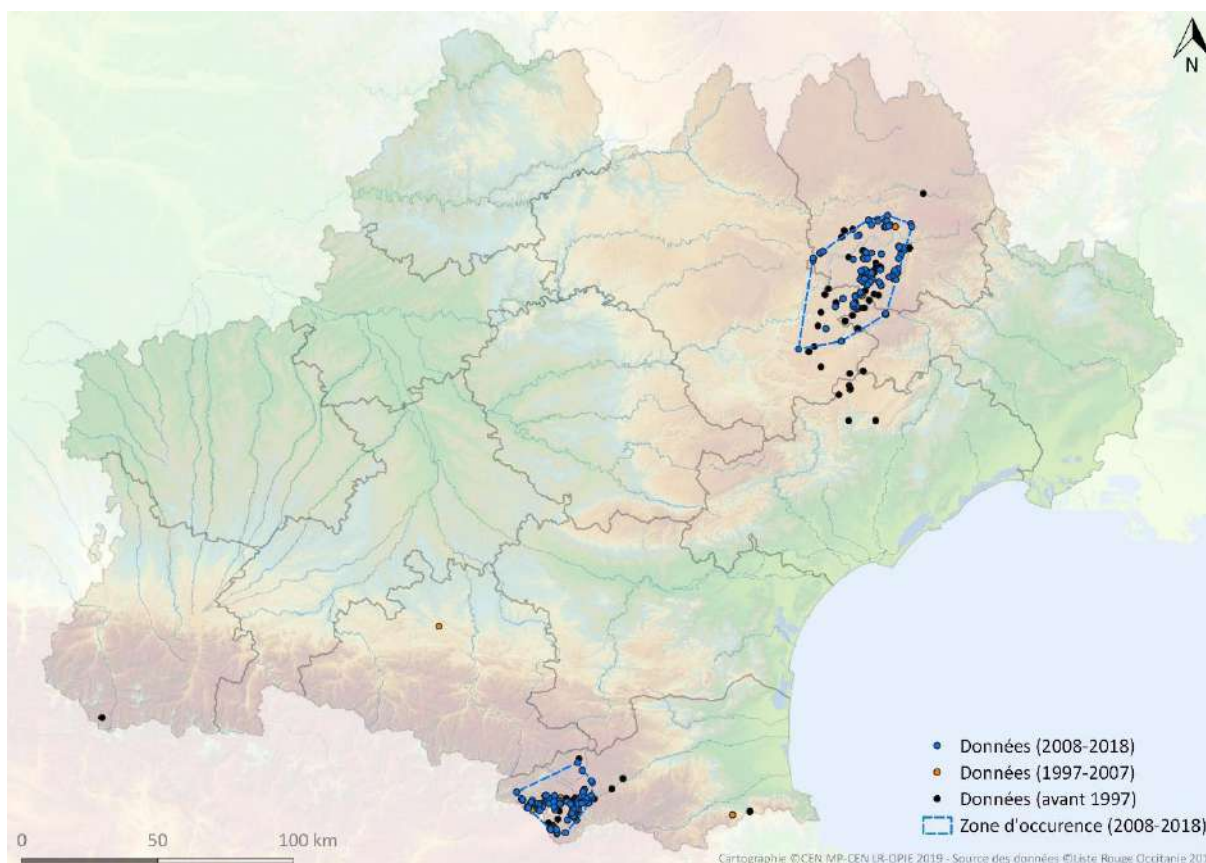 N
Données (2008-2018)
Données (1997-2007)
Données (avant 1997)
Zone d'occurence (2008-2018)
0 50 100 km
Cartographie ©CEN MP-CEN LR-OPIE 2019 - Source des données ©Liste Rouge Occitanie 201